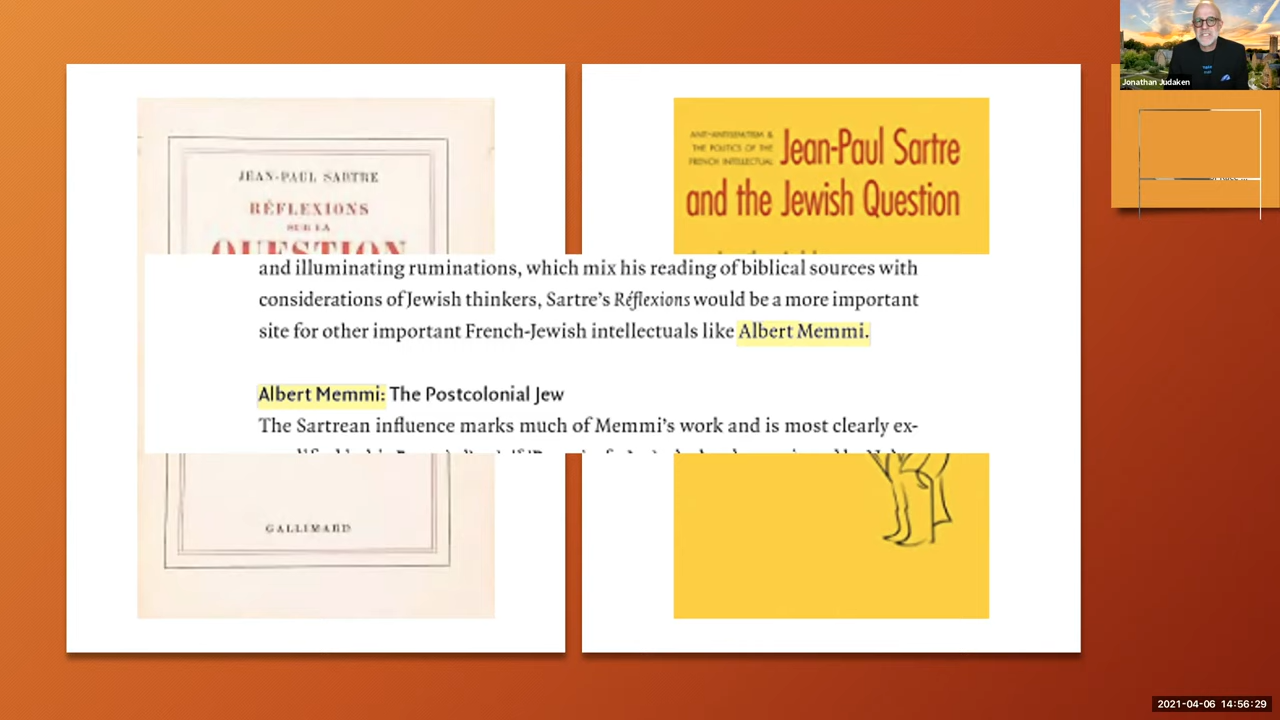 JEAN-PAUL SARTRE
RÉFLEXIONS
SUR LA
QUESTION
GALLIMARD
ANTI-ANTISEMITISM &
THE POLITICS OF THE
FRENCH INTELLECTUAL
Jean-Paul Sartre
and the Jewish Question
and illuminating ruminations, which mix his reading of biblical sources with
considerations of Jewish thinkers, Sartre's Réflexions would be a more important
site for other important French-Jewish intellectuals like Albert Memmi.
Albert Memmi: The Postcolonial Jew
The Sartrean influence marks much of Memmi's work and is most clearly ex-
Jonathan Judaken
2021-04-06 14:56:29